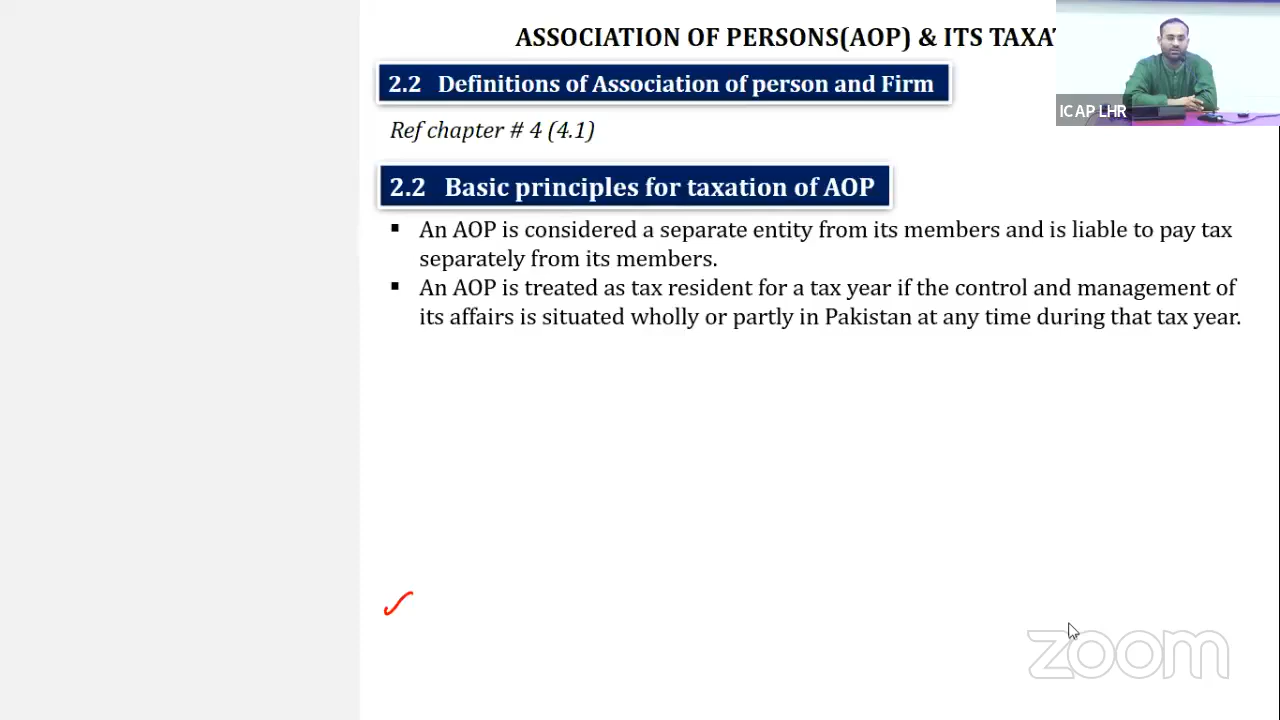 ASSOCIATION OF PERSONS(AOP) & ITS TAXAT
ICAP LHR
2.2 Definitions of Association of person and Firm
Ref chapter # 4 (4.1)
2.2 Basic principles for taxation of AOP
▪ An AOP is considered a separate entity from its members and is liable to pay tax
separately from its members.
▪ An AOP is treated as tax resident for a tax year if the control and management of
its affairs is situated wholly or partly in Pakistan at any time during that tax year.
zoom